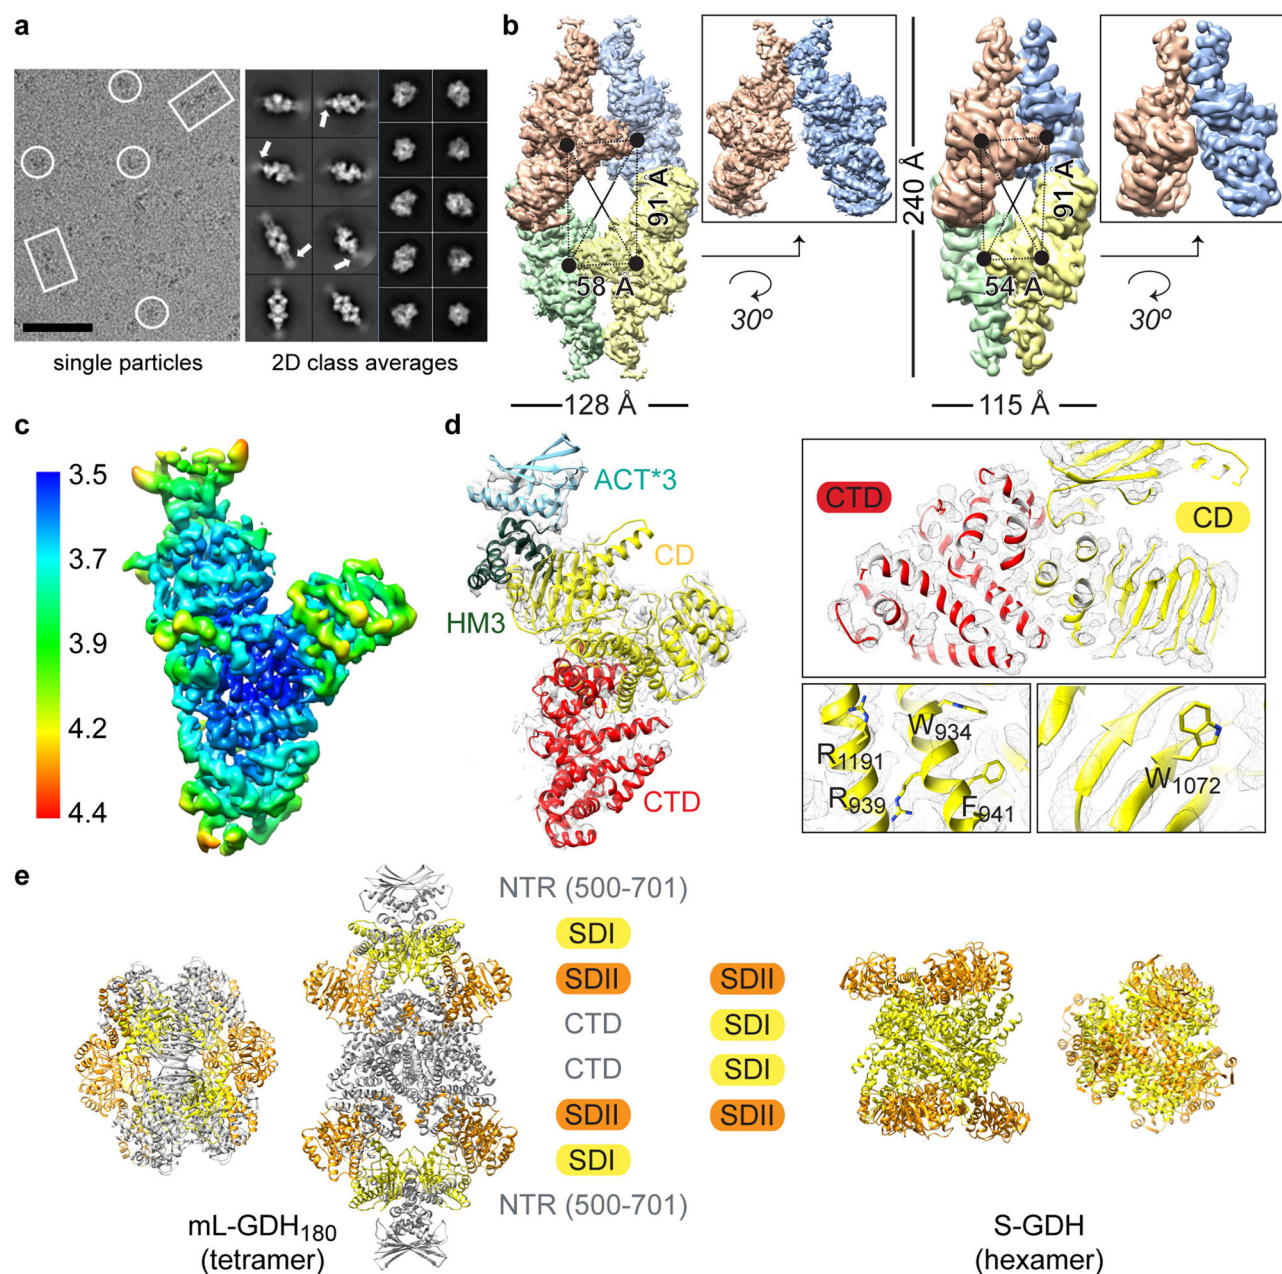 a
single particles
2D class averages
b
91 Å
58 Å
128 Å
30º
240 Å
91 Å
54 Å
115 Å
30º
c
3.5
3.7
3.9
4.2
4.4
d
ACT*3
CD
HM3
CTD
CTD
CD
R1191
W934
R939
F941
W1072
e
NTR (500-701)
SDI
SDII
SDII
CTD
SDI
CTD
SDI
SDII
SDII
SDI
NTR (500-701)
mL-GDH180
(tetramer)
S-GDH
(hexamer)